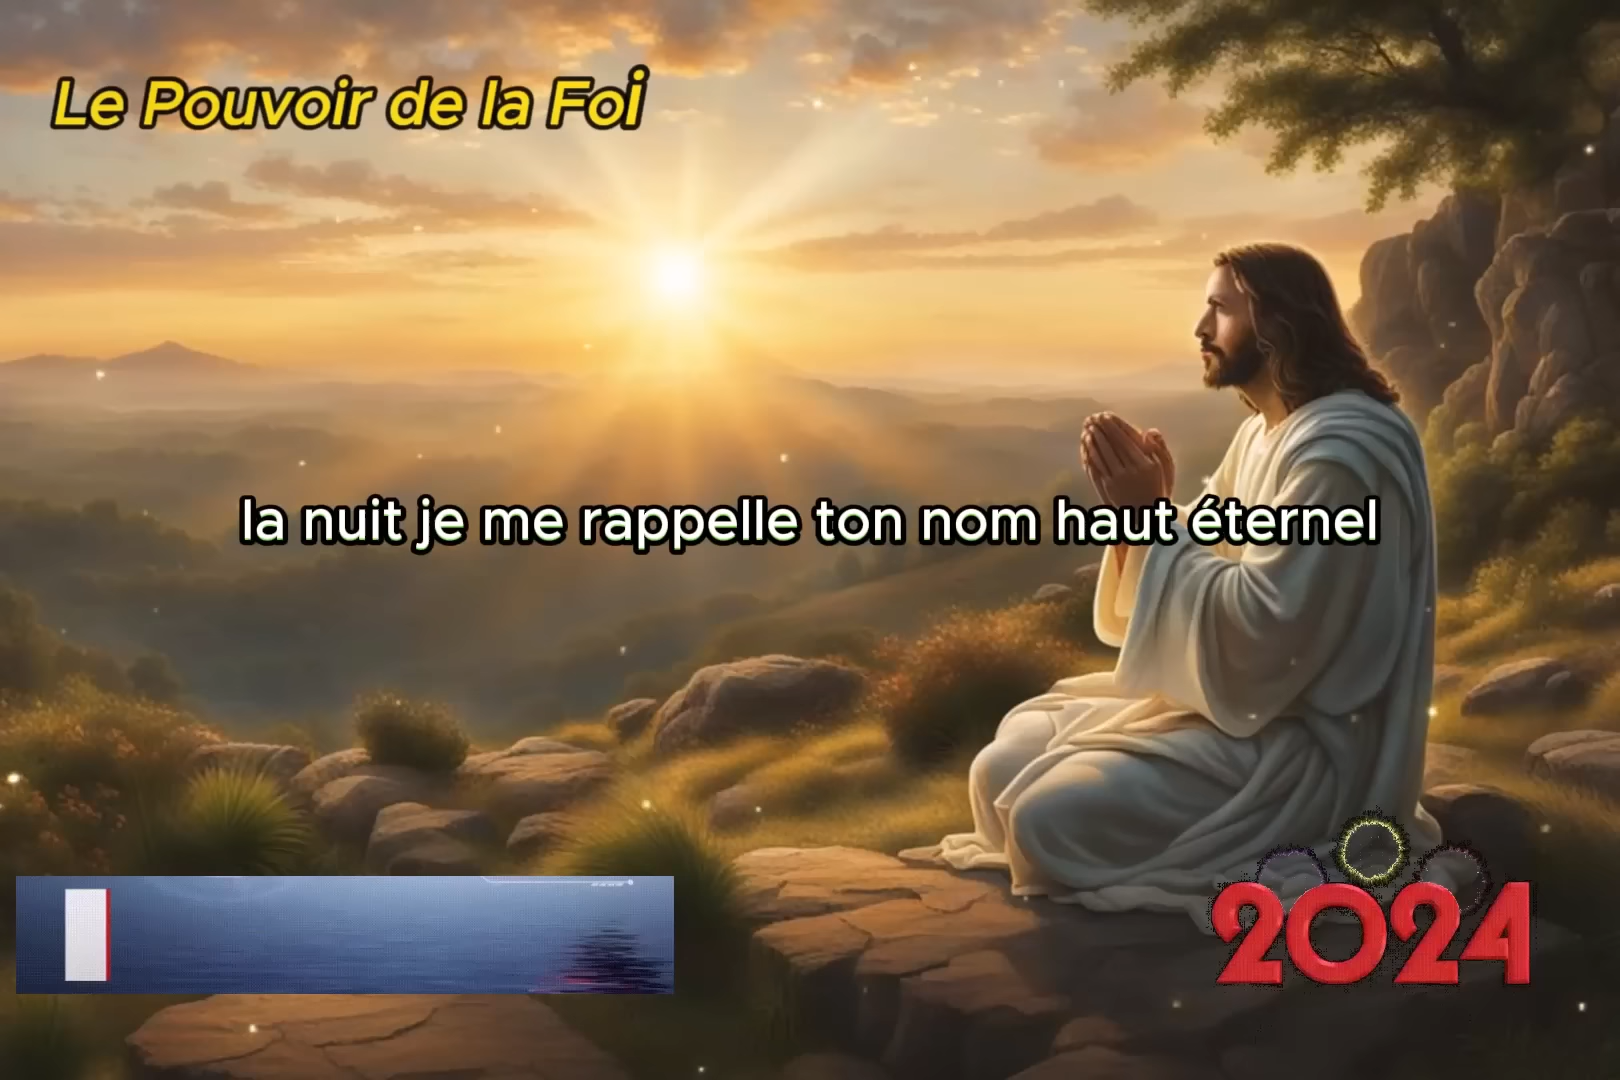 Le Pouvoir de la Foi
la nuit je me rappelle ton nom haut éternel
2024